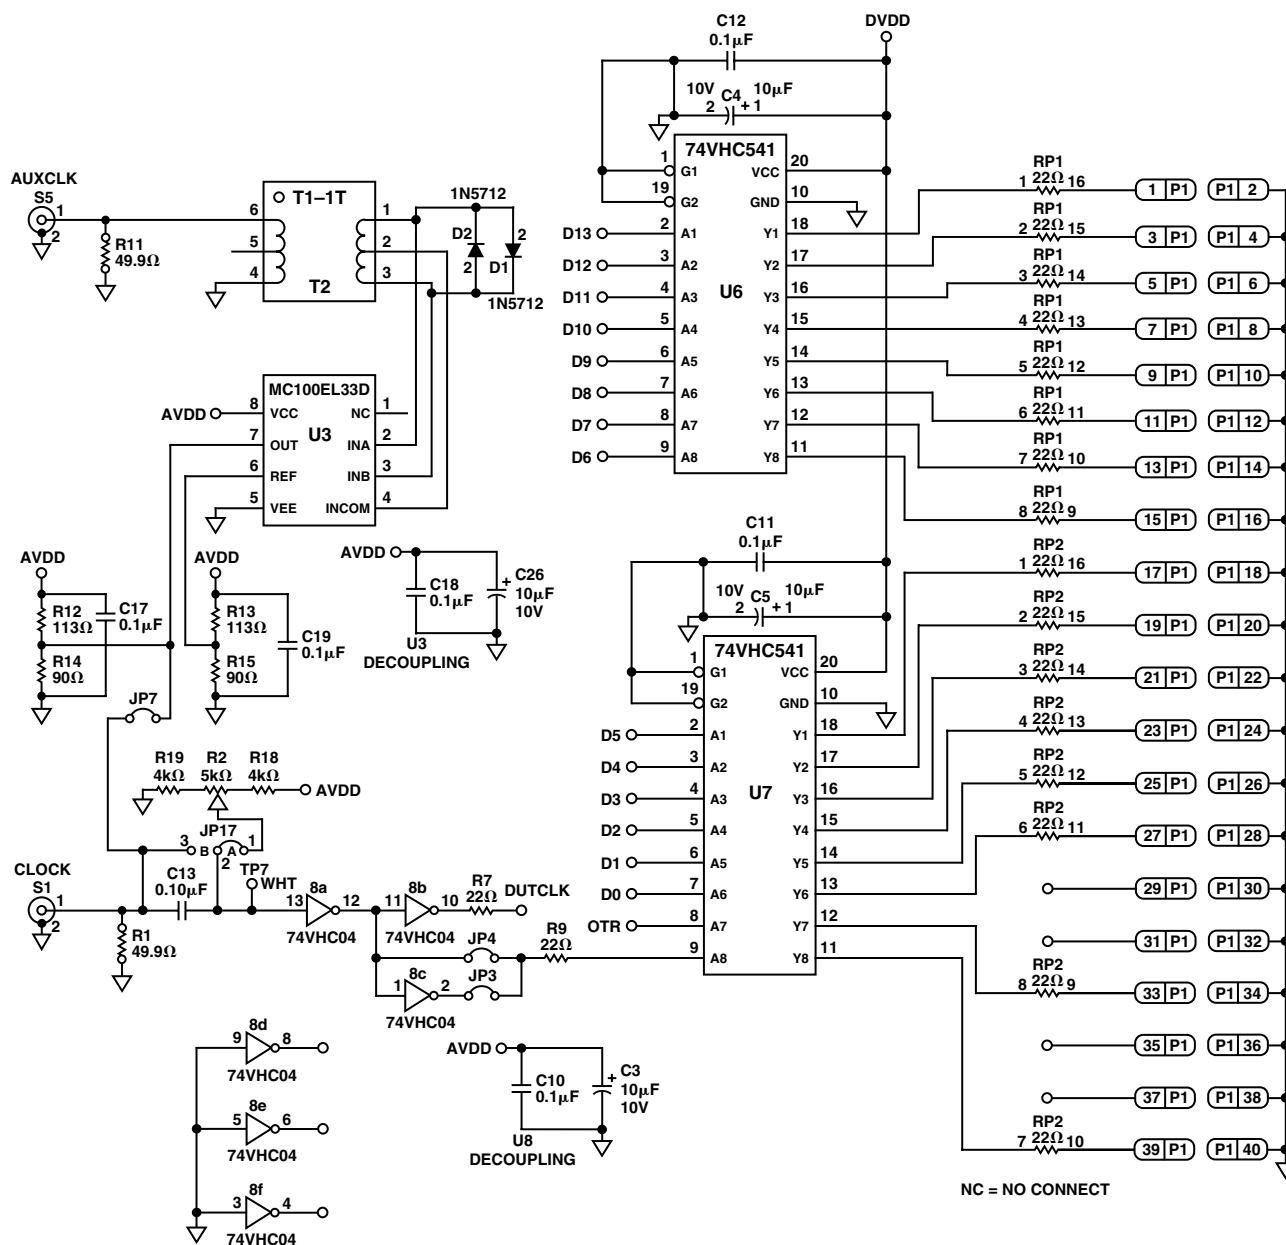 C12
0.1µF
DVDD
10V 10µF
2 C4 + 1
74VHC541
1 G1
19 G2
VCC 20
GND 10
D13 2 A1
D12 3 A2
D11 4 A3
D10 5 A4
D9 6 A5
D8 7 A6
D7 8 A7
D6 9 A8
U6
Y1 18
Y2 17
Y3 16
Y4 15
Y5 14
Y6 13
Y7 12
Y8 11
RP1
1 22Ω 16
1 P1 P1 2
RP1
2 22Ω 15
3 P1 P1 4
RP1
3 22Ω 14
5 P1 P1 6
RP1
4 22Ω 13
7 P1 P1 8
RP1
5 22Ω 12
9 P1 P1 10
RP1
6 22Ω 11
11 P1 P1 12
RP1
7 22Ω 10
13 P1 P1 14
RP1
8 22Ω 9
15 P1 P1 16
AUXCLK
S5
1
2
R11
49.9Ω
T1–1T
T2
6
5
4
1
2
3
1N5712
D2
2
2
D1
1N5712
MC100EL33D
U3
AVDD 8 VCC
7 OUT
6 REF
5 VEE
NC 1
INA 2
INB 3
INCOM 4
AVDD
R12
113Ω
R14
90Ω
C17
0.1µF
AVDD
R13
113Ω
R15
90Ω
C19
0.1µF
AVDD
C18
0.1µF
+ C26
10µF
10V
U3
DECOUPLING
JP7
R19
4kΩ
R2
5kΩ
R18
4kΩ
AVDD
JP17
3 B A 1
2
CLOCK
S1
1
2
R1
49.9Ω
C13
0.10µF
TP7
WHT
8a
13 12
74VHC04
8b
11 10
74VHC04
R7
22Ω
DUTCLK
JP4
8c
1 2
74VHC04
JP3
R9
22Ω
C11
0.1µF
10V 10µF
2 C5 + 1
74VHC541
1 G1
19 G2
VCC 20
GND 10
D5 2 A1
D4 3 A2
D3 4 A3
D2 5 A4
D1 6 A5
D0 7 A6
OTR 8 A7
9 A8
U7
Y1 18
Y2 17
Y3 16
Y4 15
Y5 14
Y6 13
Y7 12
Y8 11
RP2
1 22Ω 16
17 P1 P1 18
RP2
2 22Ω 15
19 P1 P1 20
RP2
3 22Ω 14
21 P1 P1 22
RP2
4 22Ω 13
23 P1 P1 24
RP2
5 22Ω 12
25 P1 P1 26
RP2
6 22Ω 11
27 P1 P1 28
29 P1 P1 30
31 P1 P1 32
RP2
8 22Ω 9
33 P1 P1 34
35 P1 P1 36
37 P1 P1 38
RP2
7 22Ω 10
39 P1 P1 40
8d
9 8
74VHC04
8e
5 6
74VHC04
8f
3 4
74VHC04
AVDD
C10
0.1µF
+ C3
10µF
10V
U8
DECOUPLING
NC = NO CONNECT